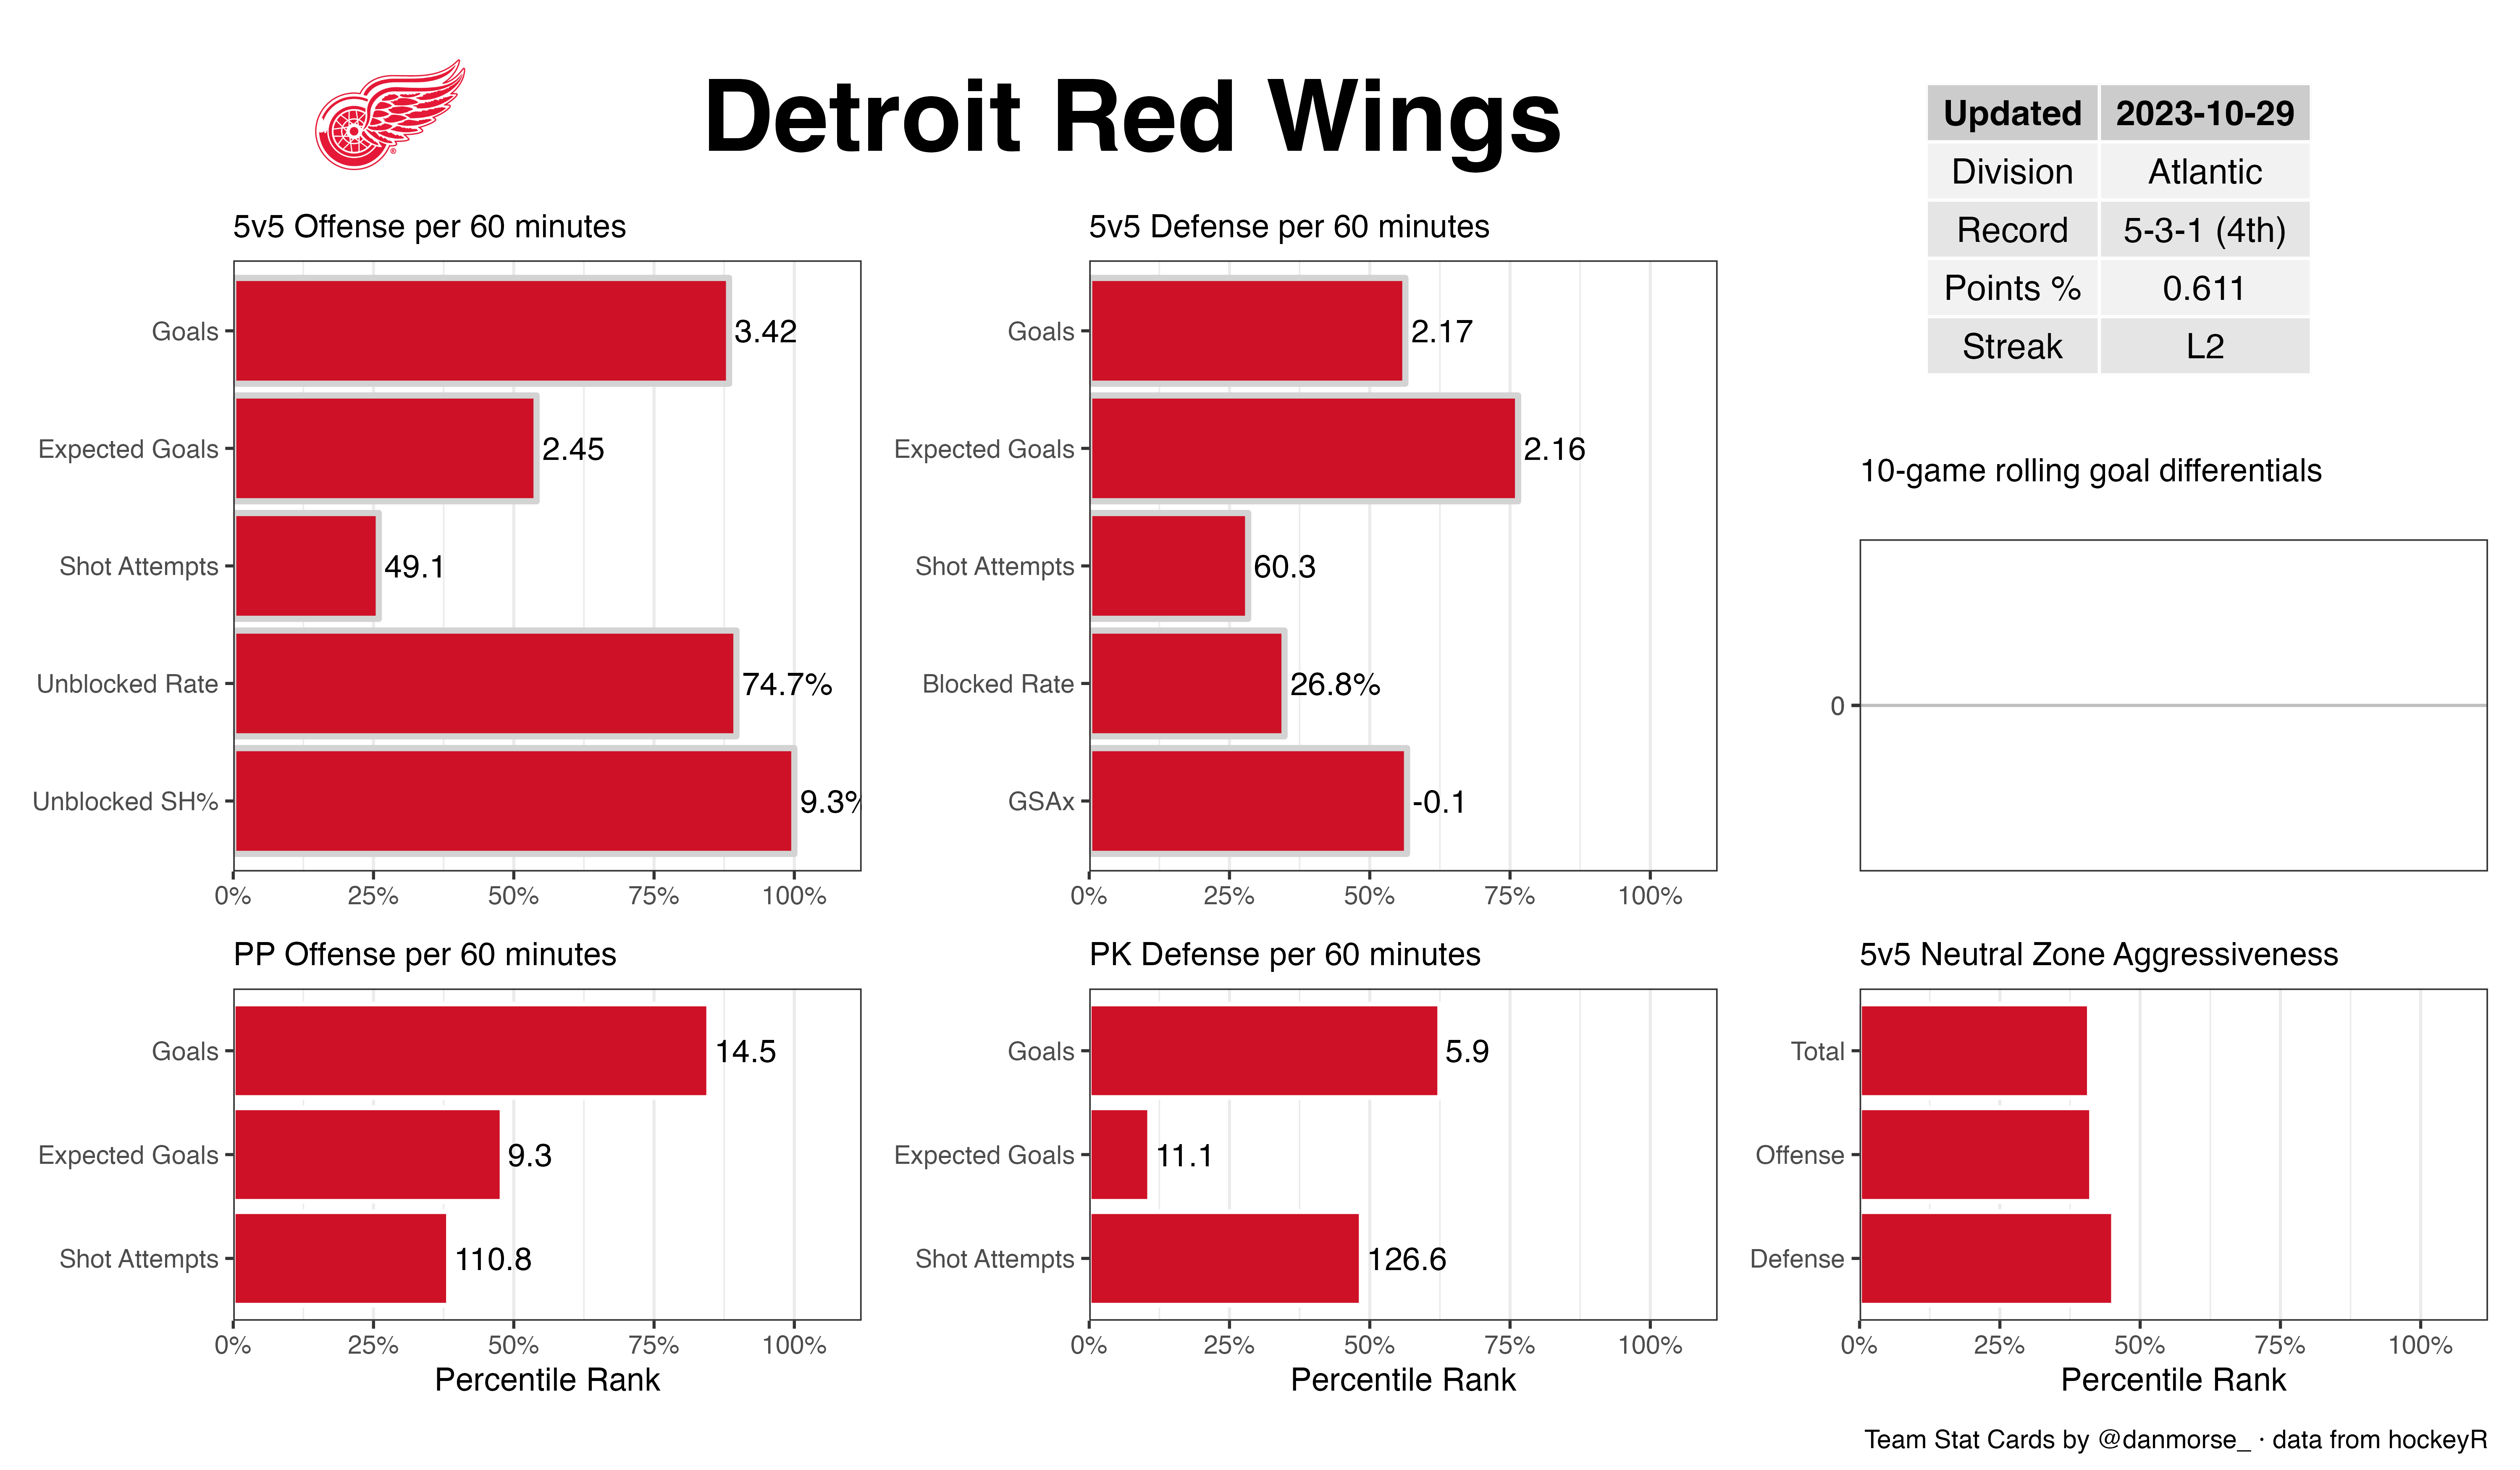 Detroit Red Wings
Updated 2023-10-29
Division Atlantic
Record 5-3-1 (4th)
Points % 0.611
Streak L2
5v5 Offense per 60 minutes
Goals 3.42
Expected Goals 2.45
Shot Attempts 49.1
Unblocked Rate 74.7%
Unblocked SH% 9.3%
0% 25% 50% 75% 100%
5v5 Defense per 60 minutes
Goals 2.17
Expected Goals 2.16
Shot Attempts 60.3
Blocked Rate 26.8%
GSAx -0.1
0% 25% 50% 75% 100%
10-game rolling goal differentials
0
PP Offense per 60 minutes
Goals 14.5
Expected Goals 9.3
Shot Attempts 110.8
0% 25% 50% 75% 100%
Percentile Rank
PK Defense per 60 minutes
Goals 5.9
Expected Goals 11.1
Shot Attempts 126.6
0% 25% 50% 75% 100%
Percentile Rank
5v5 Neutral Zone Aggressiveness
Total
Offense
Defense
0% 25% 50% 75% 100%
Percentile Rank
Team Stat Cards by @danmorse_ · data from hockeyR